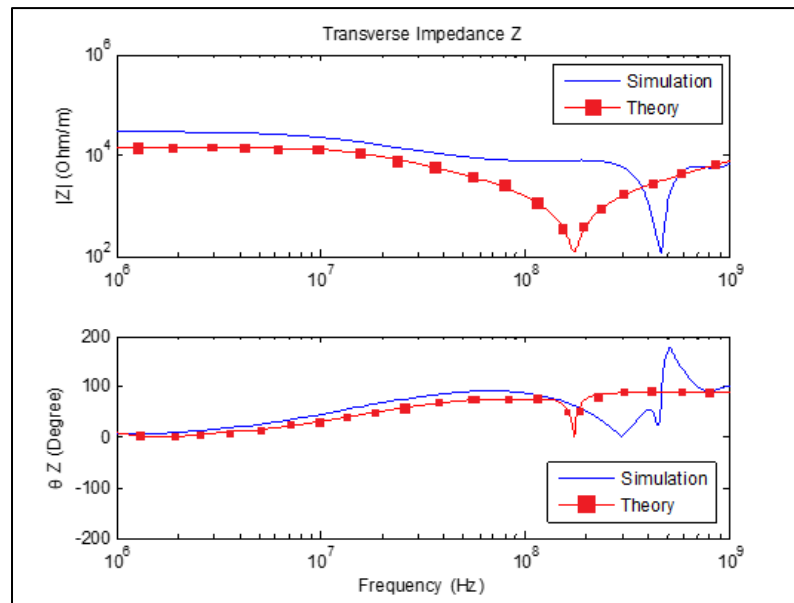 Transverse Impedance Z
10^6
10^4
10^2
|Z| (Ohm/m)
Simulation
Theory
10^6 10^7 10^8 10^9
200
100
0
-100
-200
θ Z (Degree)
Simulation
Theory
10^6 10^7 10^8 10^9
Frequency (Hz)